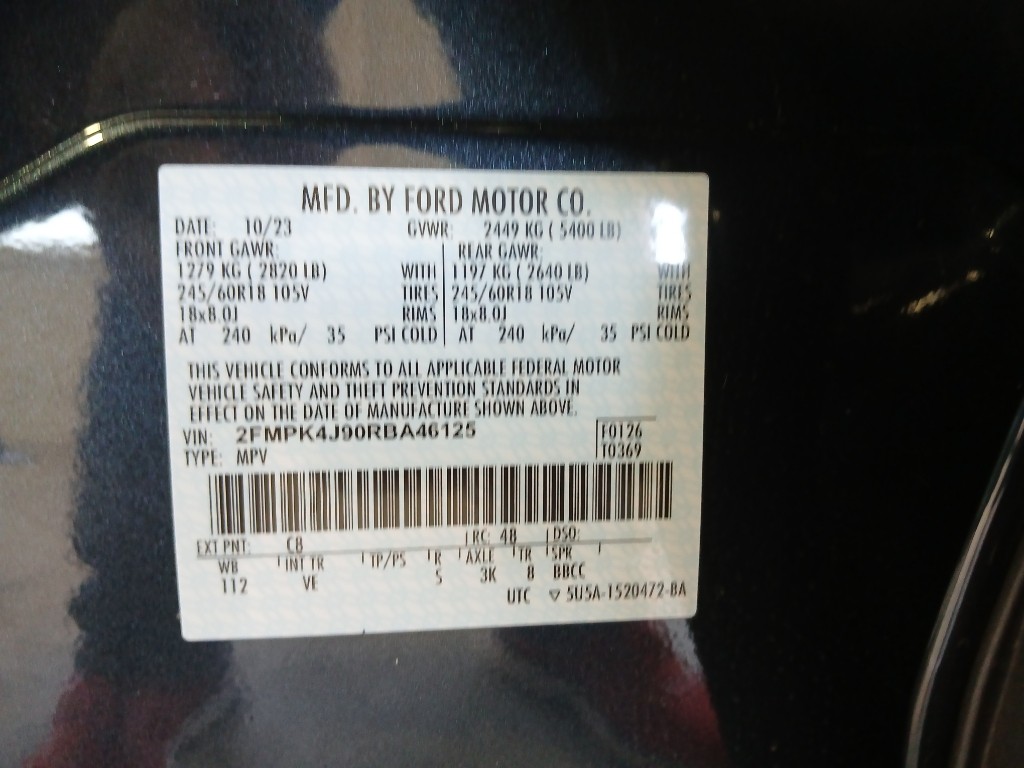 MFD. BY FORD MOTOR CO.
DATE: 10/23 GVWR: 2449 KG ( 5400 LB)
FRONT GAWR: REAR GAWR:
1279 KG ( 2820 LB) WITH 1197 KG ( 2640 LB) WITH
245/60R18 105V TIRES 245/60R18 105V TIRES
18x8.0J RIMS 18x8.0J RIMS
AT 240 kPa/ 35 PSI COLD AT 240 kPa/ 35 PSI COLD
THIS VEHICLE CONFORMS TO ALL APPLICABLE FEDERAL MOTOR
VEHICLE SAFETY AND THEFT PREVENTION STANDARDS IN
EFFECT ON THE DATE OF MANUFACTURE SHOWN ABOVE.
VIN: 2FMPK4J90RBA46125 F0126
TYPE: MPV T0369
EXT PNT: C8 RC: 48 DSO:
WB INT TR TP/PS R AXLE TR SPR
112 VE S 3K 8 BBCC
UTC ▽ 5U5A-1520472-BA